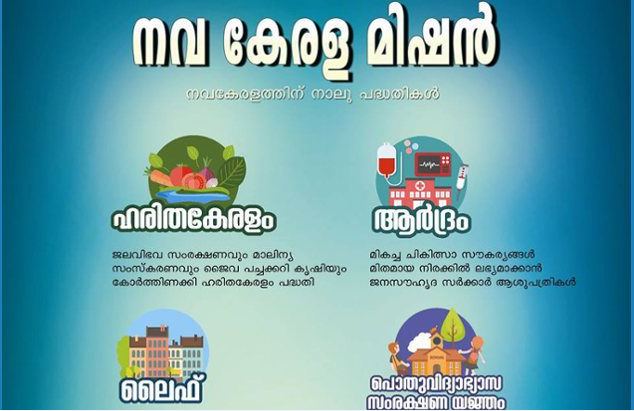 നവ കേരള മിഷൻ
നവകേരളത്തിന് നാലു പദ്ധതികൾ
ഹരിതകേരളം
ജലവിഭവ സംരക്ഷണവും മാലിന്യ
സംസ്കരണവും ജൈവ പച്ചക്കറി കൃഷിയും
കോർത്തിണക്കി ഹരിതകേരളം പദ്ധതി
ആർദ്രം
മികച്ച ചികിത്സാ സൗകര്യങ്ങൾ
മിതമായ നിരക്കിൽ ലഭ്യമാക്കാൻ
ജനസൗഹൃദ സർക്കാർ ആശുപത്രികൾ
ലൈഫ്
പൊതുവിദ്യാഭ്യാസ
സംരക്ഷണ യജ്ഞം